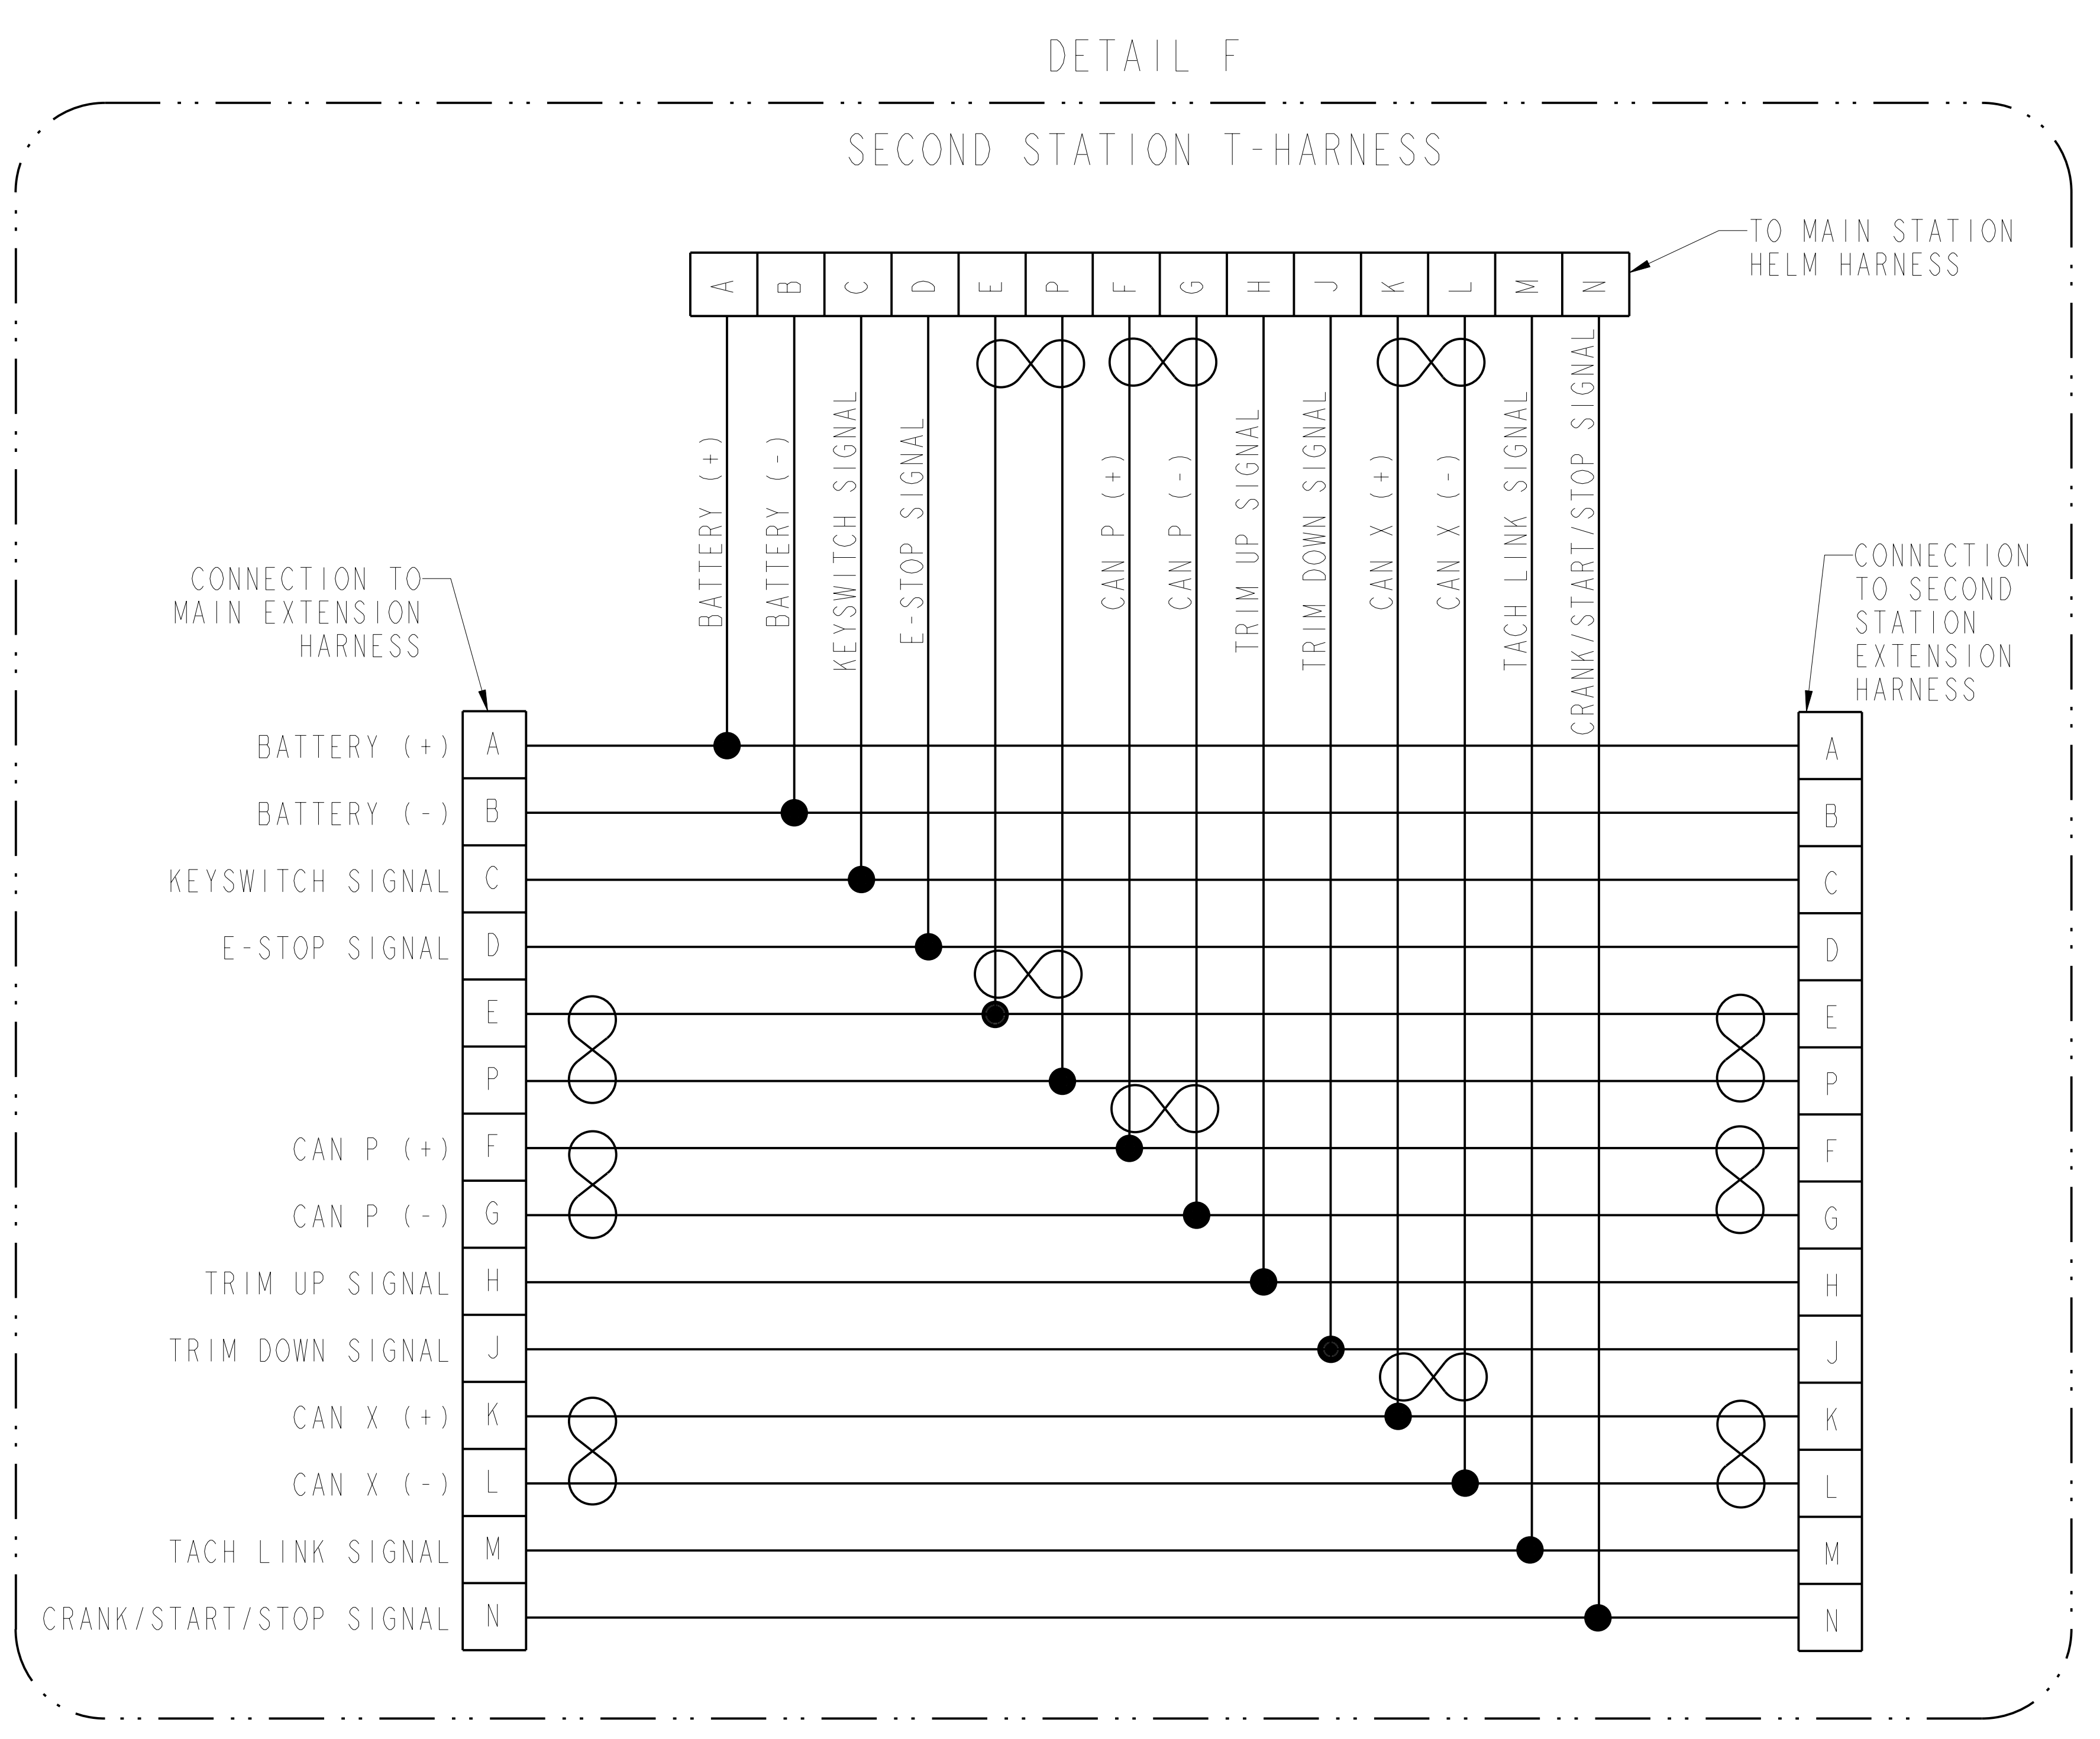 DETAIL F
SECOND STATION T-HARNESS
TO MAIN STATION
HELM HARNESS
A B C D E P F G H J K L M N
BATTERY (+)
BATTERY (-)
KEYSWITCH SIGNAL
E-STOP SIGNAL
CAN P (+)
CAN P (-)
TRIM UP SIGNAL
TRIM DOWN SIGNAL
CAN X (+)
CAN X (-)
TACH LINK SIGNAL
CRANK/START/STOP SIGNAL
CONNECTION TO
MAIN EXTENSION
HARNESS
CONNECTION
TO SECOND
STATION
EXTENSION
HARNESS
BATTERY (+) A A
BATTERY (-) B B
KEYSWITCH SIGNAL C C
E-STOP SIGNAL D D
E E
P P
CAN P (+) F F
CAN P (-) G G
TRIM UP SIGNAL H H
TRIM DOWN SIGNAL J J
CAN X (+) K K
CAN X (-) L L
TACH LINK SIGNAL M M
CRANK/START/STOP SIGNAL N N